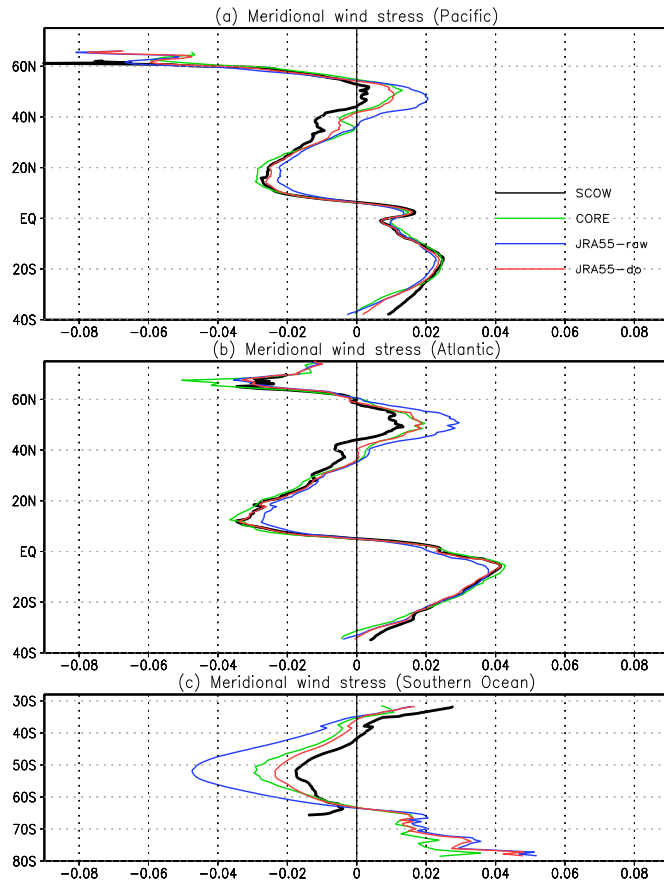 (a) Meridional wind stress (Pacific)
60N
40N
20N
EQ
20S
40S
SCOW
CORE
JRA55-raw
JRA55-do
-0.08 -0.06 -0.04 -0.02 0 0.02 0.04 0.06 0.08
(b) Meridional wind stress (Atlantic)
60N
40N
20N
EQ
20S
40S
-0.08 -0.06 -0.04 -0.02 0 0.02 0.04 0.06 0.08
(c) Meridional wind stress (Southern Ocean)
30S
40S
50S
60S
70S
80S
-0.08 -0.06 -0.04 -0.02 0 0.02 0.04 0.06 0.08